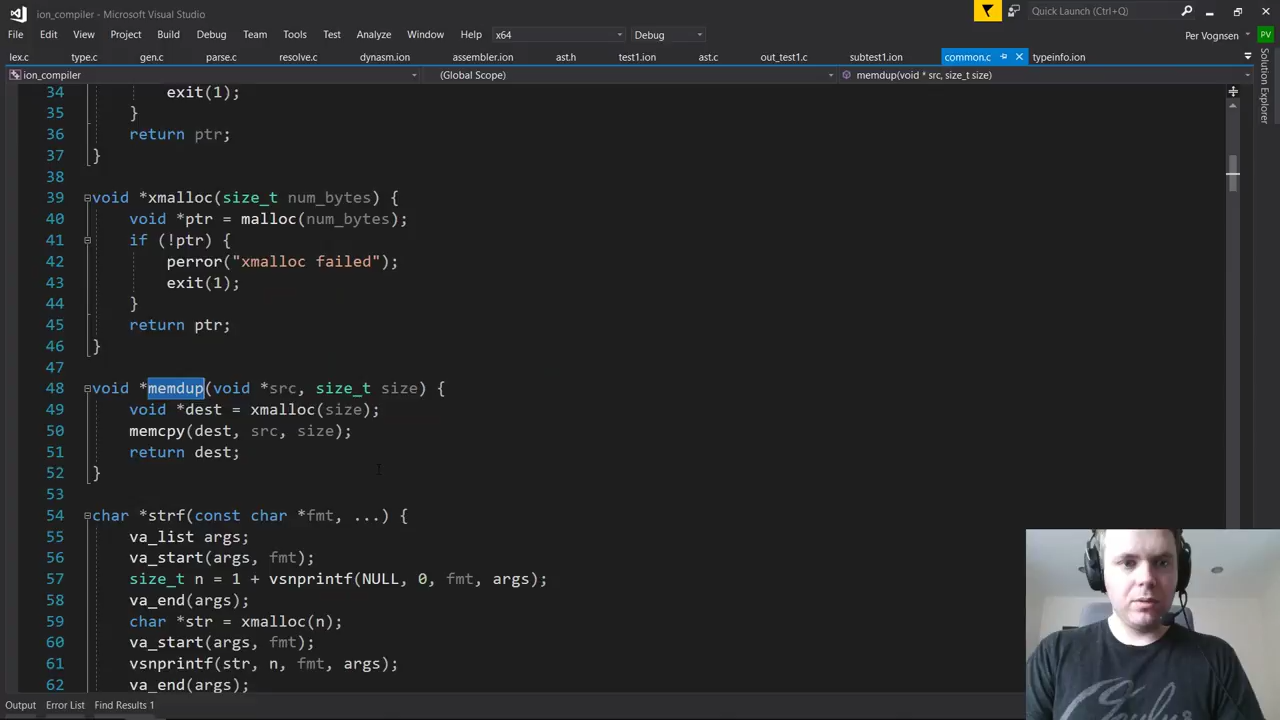 ion_compiler - Microsoft Visual Studio
Quick Launch (Ctrl+Q)
File Edit View Project Build Debug Team Tools Test Analyze Window Help x64 Debug Per Vognsen PV
lex.c type.c gen.c parse.c resolve.c dynasm.ion assembler.ion ast.h test1.ion ast.c out_test1.c subtest1.ion common.c typeinfo.ion
ion_compiler (Global Scope) memdup(void * src, size_t size)
Solution Explorer
34 exit(1);
35 }
36 return ptr;
37 }
38
39 void *xmalloc(size_t num_bytes) {
40 void *ptr = malloc(num_bytes);
41 if (!ptr) {
42 perror("xmalloc failed");
43 exit(1);
44 }
45 return ptr;
46 }
47
48 void *memdup(void *src, size_t size) {
49 void *dest = xmalloc(size);
50 memcpy(dest, src, size);
51 return dest;
52 }
53
54 char *strf(const char *fmt, ...) {
55 va_list args;
56 va_start(args, fmt);
57 size_t n = 1 + vsnprintf(NULL, 0, fmt, args);
58 va_end(args);
59 char *str = xmalloc(n);
60 va_start(args, fmt);
61 vsnprintf(str, n, fmt, args);
62 va_end(args);
Output Error List Find Results 1